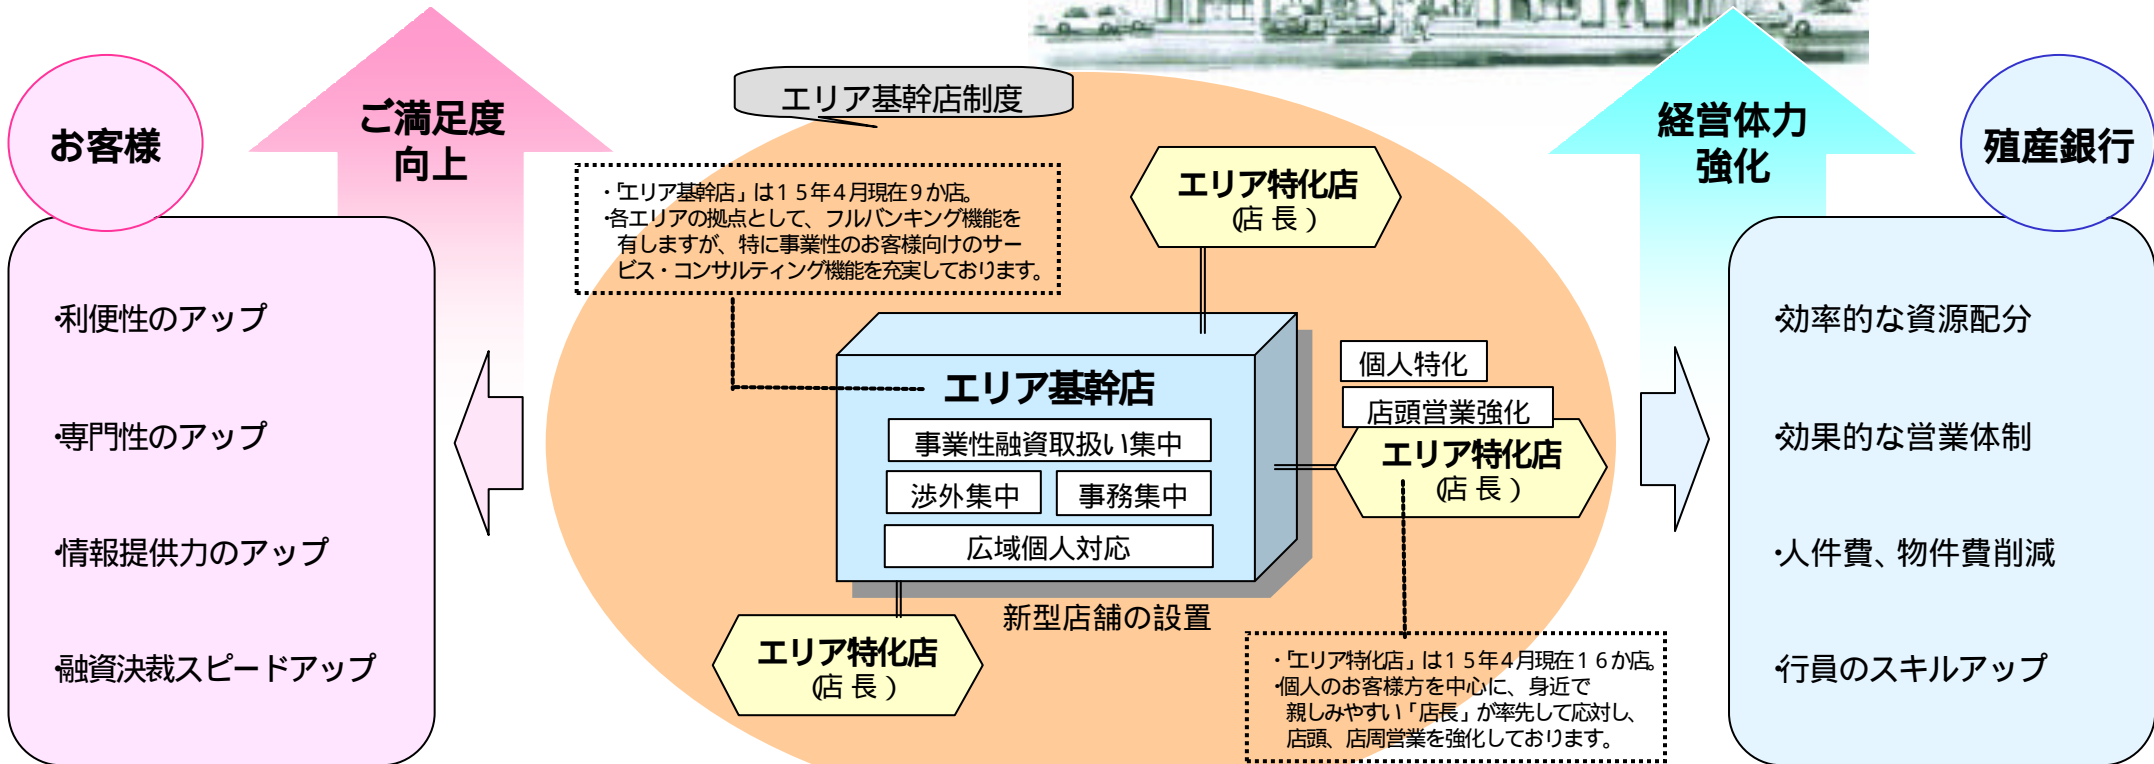 お客様
ご満足度
向上
・利便性のアップ
・専門性のアップ
・情報提供力のアップ
・融資決裁スピードアップ
エリア基幹店制度
・「エリア基幹店」は１５年４月現在９か店。
・各エリアの拠点として、フルバンキング機能を
有しますが、特に事業性のお客様向けのサー
ビス・コンサルティング機能を充実しております。
エリア特化店
(店 長 )
エリア基幹店
事業性融資取扱い集中
渉外集中
事務集中
広域個人対応
個人特化
店頭営業強化
エリア特化店
(店 長 )
新型店舗の設置
エリア特化店
(店 長 )
・「エリア特化店」は１５年４月現在１６か店。
・個人のお客様方を中心に、身近で
親しみやすい「店長」が率先して応対し、
店頭、店周営業を強化しております。
経営体力
強化
殖産銀行
・効率的な資源配分
・効果的な営業体制
・人件費、物件費削減
・行員のスキルアップ